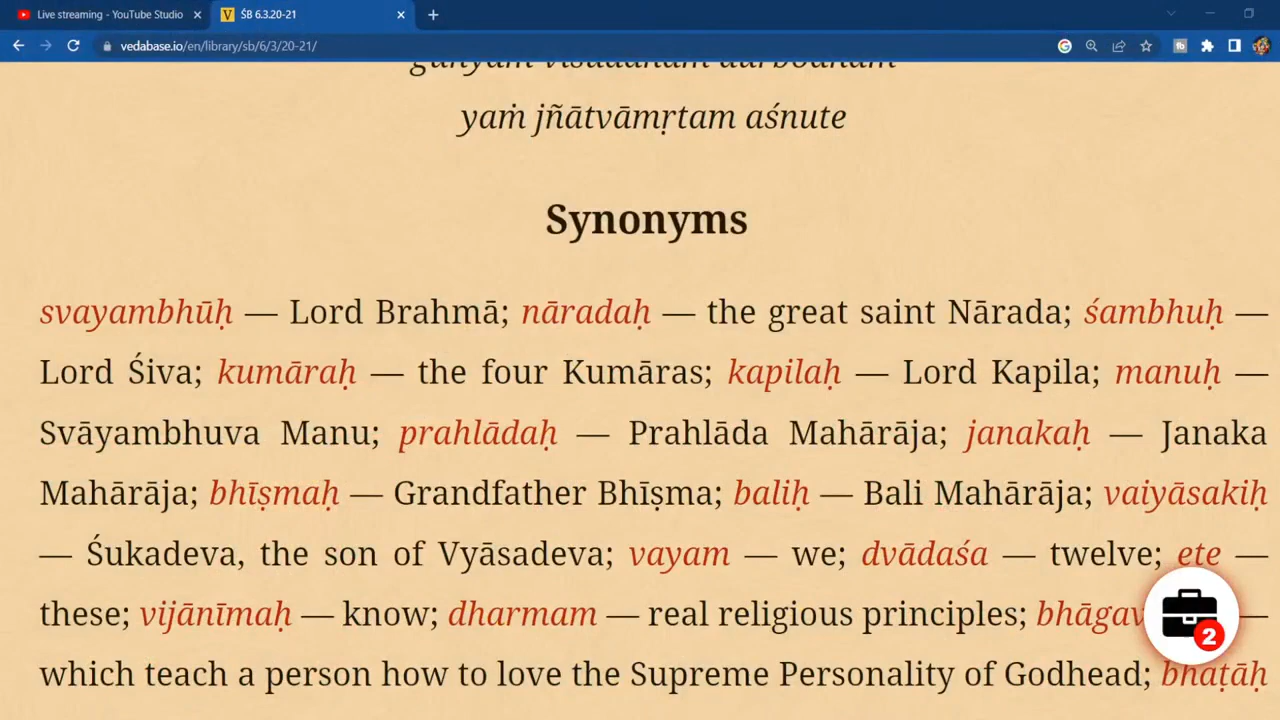 Live streaming - YouTube Studio
ŚB 6.3.20-21
vedabase.io/en/library/sb/6/3/20-21/
yaṁ jñātvāmṛtam aśnute
Synonyms
svayambhūḥ — Lord Brahmā; nāradaḥ — the great saint Nārada; śambhuḥ —
Lord Śiva; kumāraḥ — the four Kumāras; kapilaḥ — Lord Kapila; manuḥ —
Svāyambhuva Manu; prahlādaḥ — Prahlāda Mahārāja; janakaḥ — Janaka
Mahārāja; bhīṣmaḥ — Grandfather Bhīṣma; baliḥ — Bali Mahārāja; vaiyāsakiḥ
— Śukadeva, the son of Vyāsadeva; vayam — we; dvādaśa — twelve; ete —
these; vijānīmaḥ — know; dharmam — real religious principles; bhāgav —
which teach a person how to love the Supreme Personality of Godhead; bhaṭāḥ
2